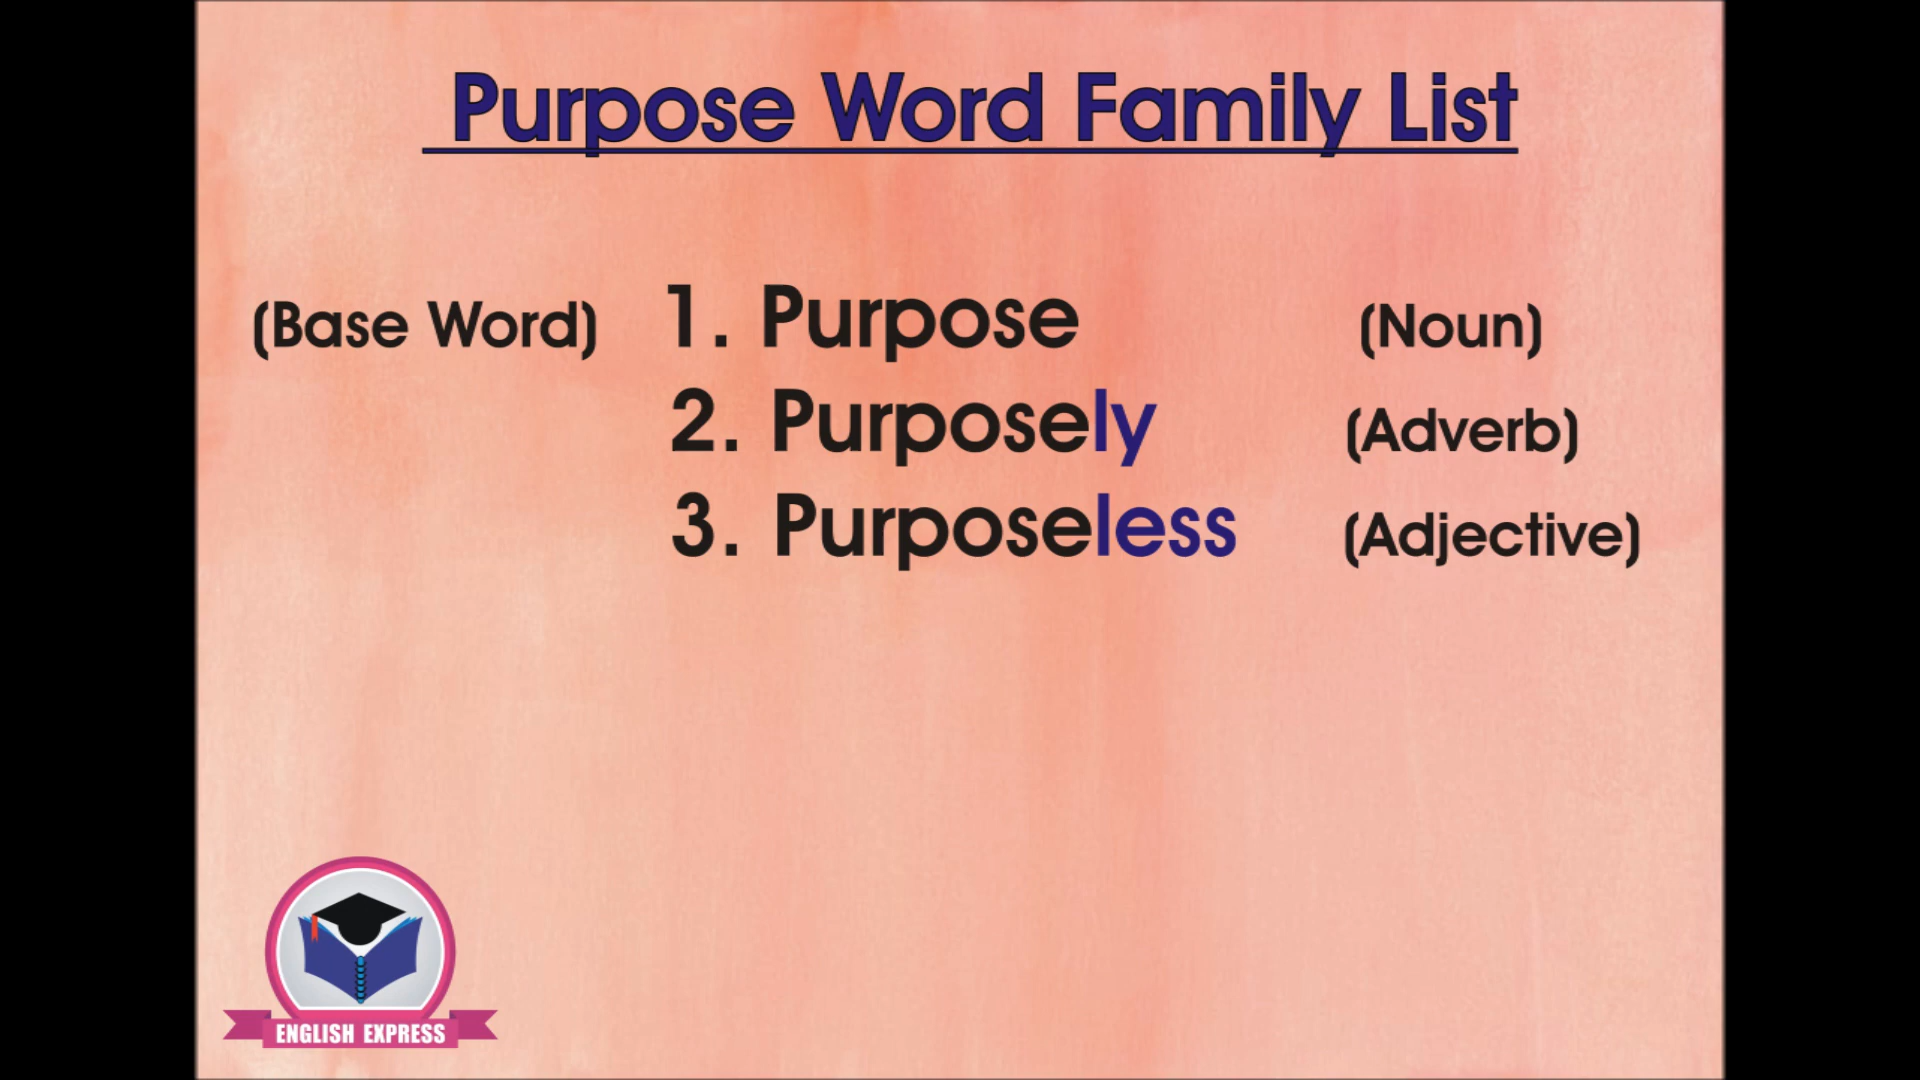 Purpose Word Family List
(Base Word) 1. Purpose (Noun)
2. Purposely (Adverb)
3. Purposeless (Adjective)
ENGLISH EXPRESS